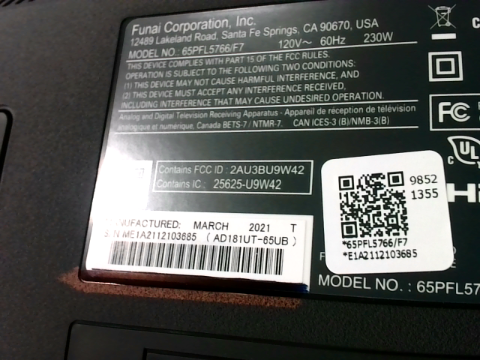 Funai Corporation, Inc.
12489 Lakeland Road, Santa Fe Springs, CA 90670, USA
MODEL NO : 65PFL5766/F7 120V~ 60Hz 230W
THIS DEVICE COMPLIES WITH PART 15 OF THE FCC RULES.
OPERATION IS SUBJECT TO THE FOLLOWING TWO CONDITIONS:
(1) THIS DEVICE MAY NOT CAUSE HARMFUL INTERFERENCE, AND
(2) THIS DEVICE MUST ACCEPT ANY INTERFERENCE RECEIVED,
INCLUDING INTERFERENCE THAT MAY CAUSE UNDESIRED OPERATION.
Analog and Digital Television Receiving Apparatus - Appareil de réception de télévision
analogique et numérique, Canada BETS-7 / NTMR-7, CAN ICES-3 (B)/NMB-3(B)
FC
UL
Contains FCC ID : 2AU3BU9W42
Contains IC : 25625-U9W42
9852
1355
*65PFL5766/F7
*E1A2112103685
MANUFACTURED: MARCH 2021 T
S/N ME1A2112103685 ( AD181UT-65UB )
MODEL NO. : 65PFL57